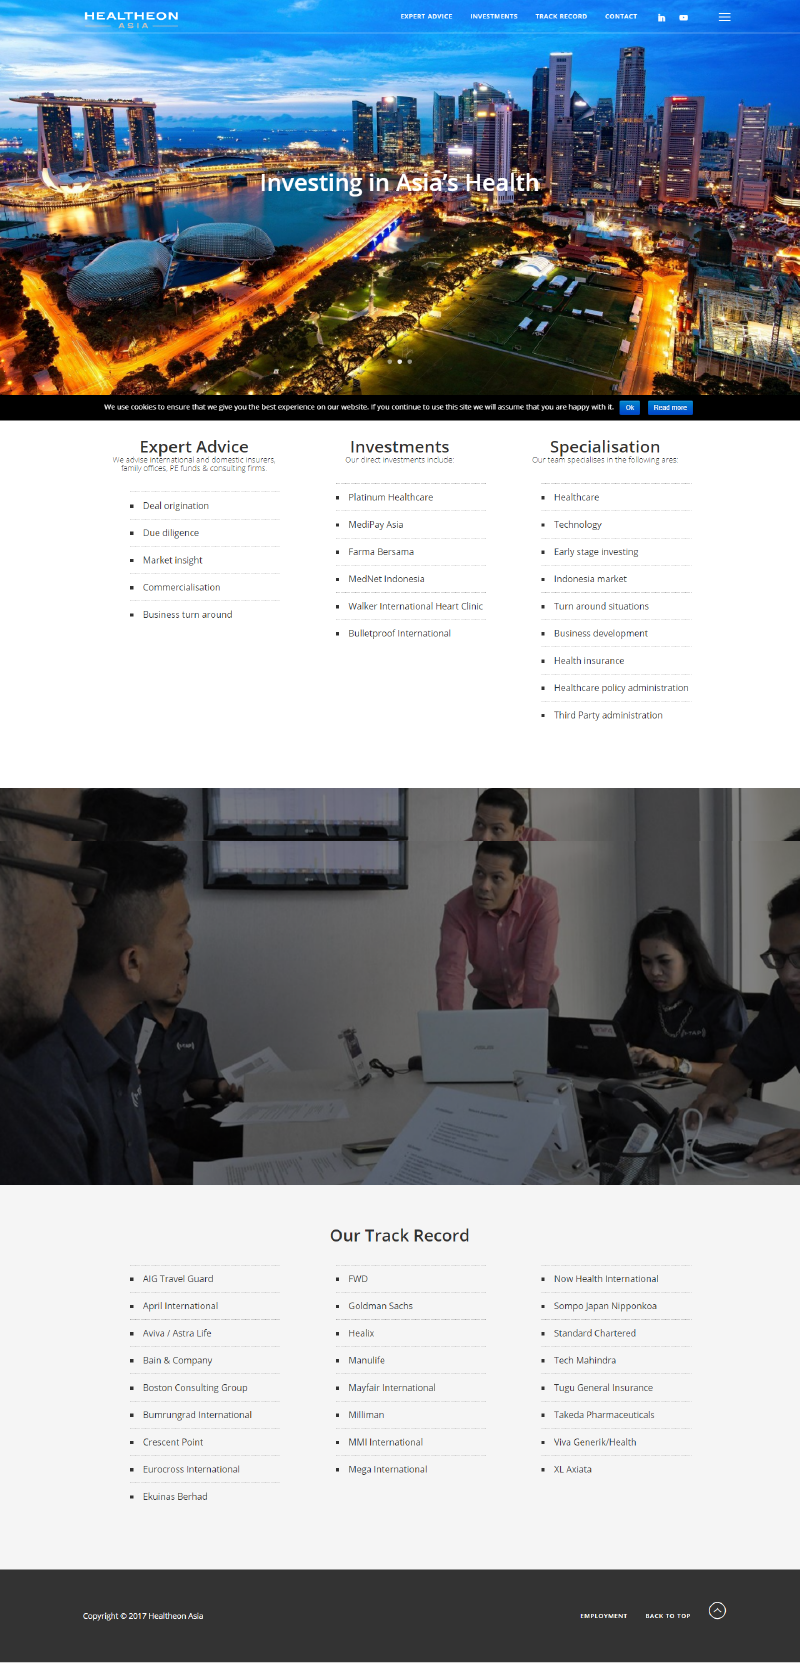 HEALTHEON
ASIA
EXPERT ADVICE
INVESTMENTS
TRACK RECORD
CONTACT
Investing in Asia's Health
We use cookies to ensure that we give you the best experience on our website. If you continue to use this site we will assume that you are happy with it.
Ok
Read more
Expert Advice
We advise international and domestic insurers,
family offices, PE funds & consulting firms.
Deal origination
Due diligence
Market insight
Commercialisation
Business turn around
Investments
Our direct investments include:
Platinum Healthcare
MediPay Asia
Farma Bersama
MedNet Indonesia
Walker International Heart Clinic
Bulletproof International
Specialisation
Our team specialises in the following ares:
Healthcare
Technology
Early stage investing
Indonesia market
Turn around situations
Business development
Health insurance
Healthcare policy administration
Third Party administration
ASUS
Our Track Record
AIG Travel Guard
April International
Aviva / Astra Life
Bain & Company
Boston Consulting Group
Bumrungrad International
Crescent Point
Eurocross International
Ekuinas Berhad
FWD
Goldman Sachs
Healix
Manulife
Mayfair International
Milliman
MMI International
Mega International
Now Health International
Sompo Japan Nipponkoa
Standard Chartered
Tech Mahindra
Tugu General Insurance
Takeda Pharmaceuticals
Viva Generik/Health
XL Axiata
Copyright © 2017 Healtheon Asia
EMPLOYMENT
BACK TO TOP